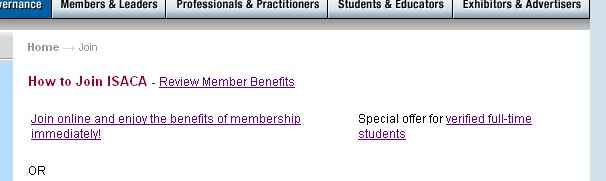 Members & Leaders Professionals & Practitioners Students & Educators Exhibitors & Advertisers
Home → Join
How to Join ISACA - Review Member Benefits
Join online and enjoy the benefits of membership
immediately!
Special offer for verified full-time
students
OR